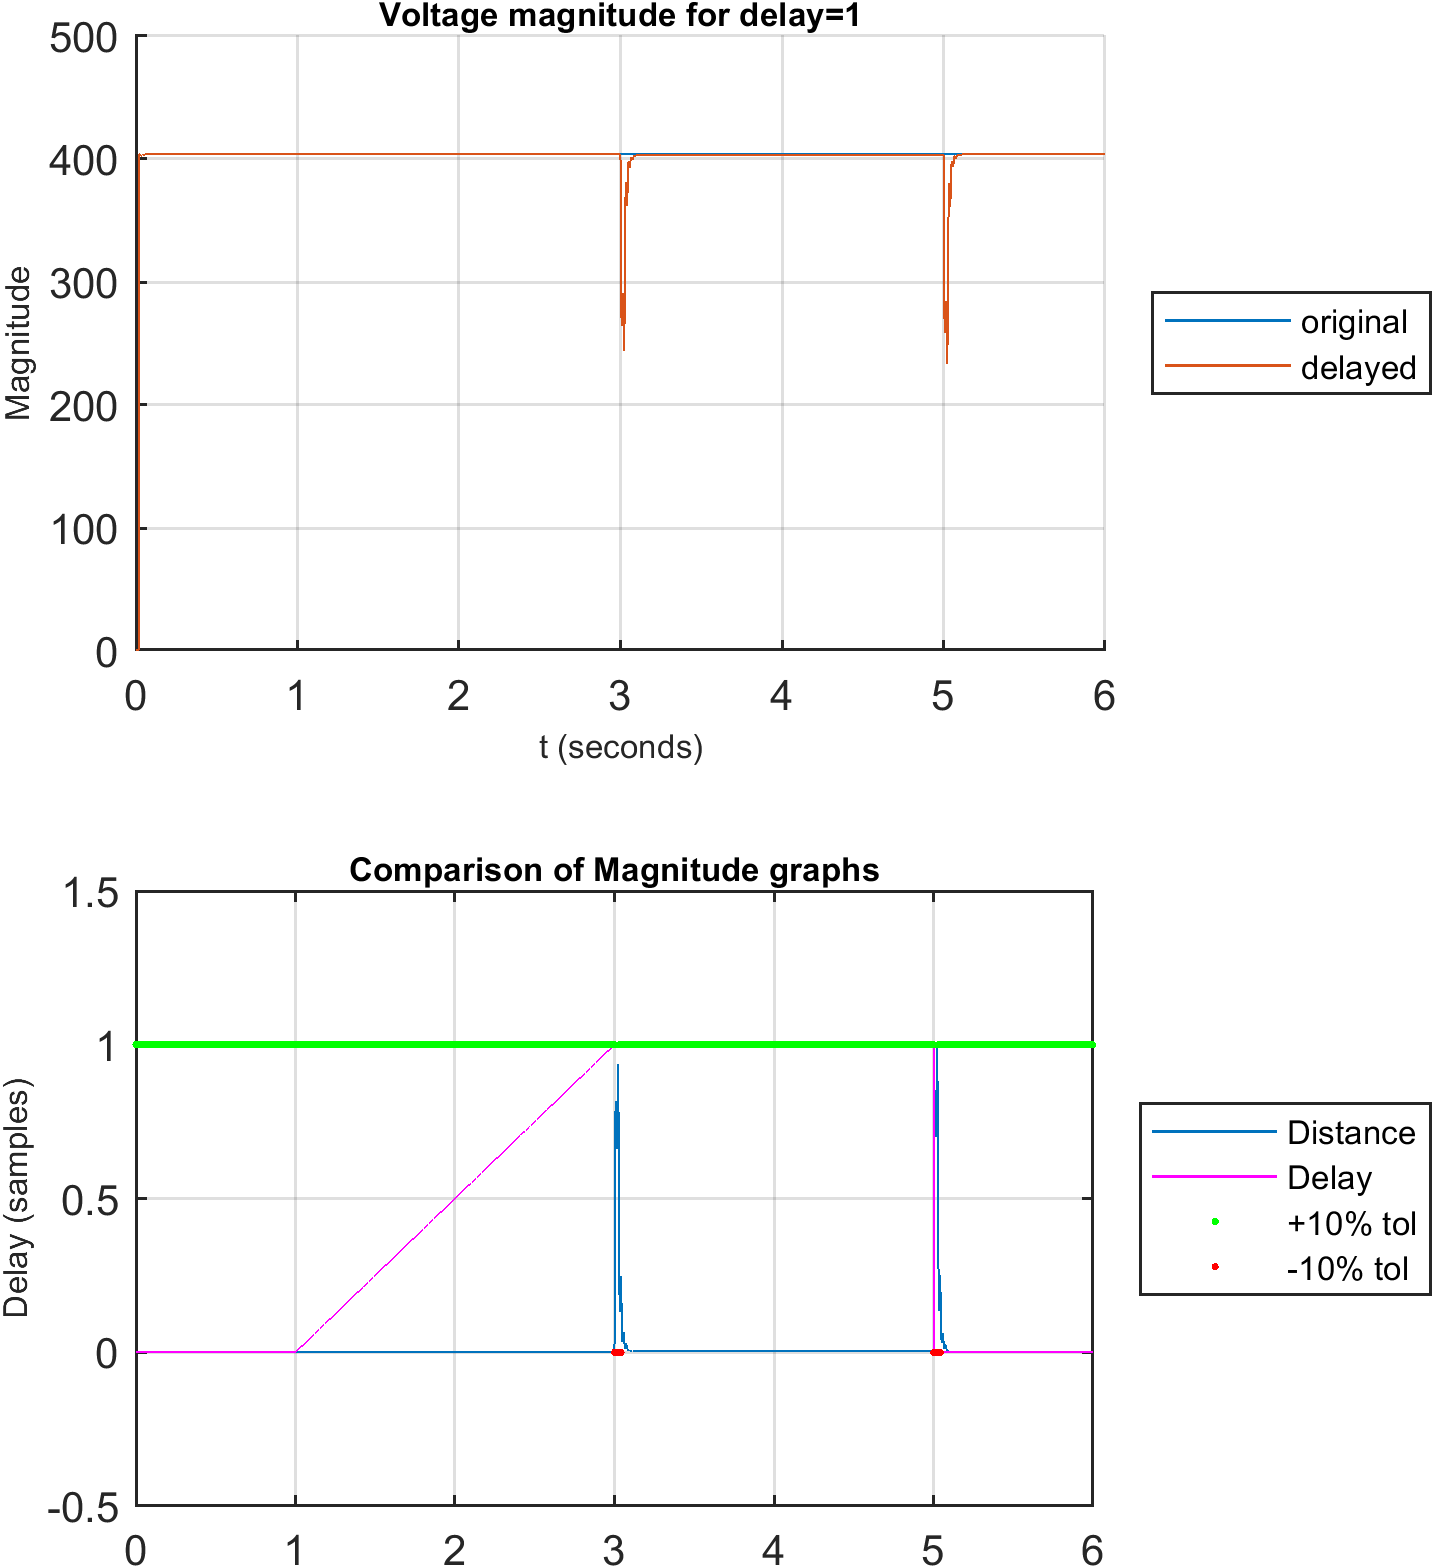 Voltage magnitude for delay=1
500
400
300
200
100
0
Magnitude
0 1 2 3 4 5 6
t (seconds)
original
delayed
Comparison of Magnitude graphs
1.5
1
0.5
0
-0.5
Delay (samples)
0 1 2 3 4 5 6
Distance
Delay
+10% tol
-10% tol